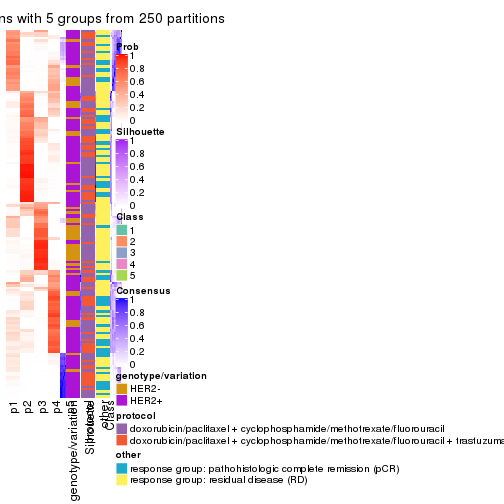 ns with 5 groups from 250 partitions
Prob
1
0.8
0.6
0.4
0.2
0
Silhouette
1
0.8
0.6
0.4
0.2
0
Class
1
2
3
4
5
Consensus
1
0.8
0.6
0.4
0.2
0
genotype/variation
HER2-
HER2+
protocol
doxorubicin/paclitaxel + cyclophosphamide/methotrexate/fluorouracil
doxorubicin/paclitaxel + cyclophosphamide/methotrexate/fluorouracil + trastuzuma
other
response group: pathohistologic complete remission (pCR)
response group: residual disease (RD)
p1
p2
p3
p4
genotype/variation
Silhouette
other
Class